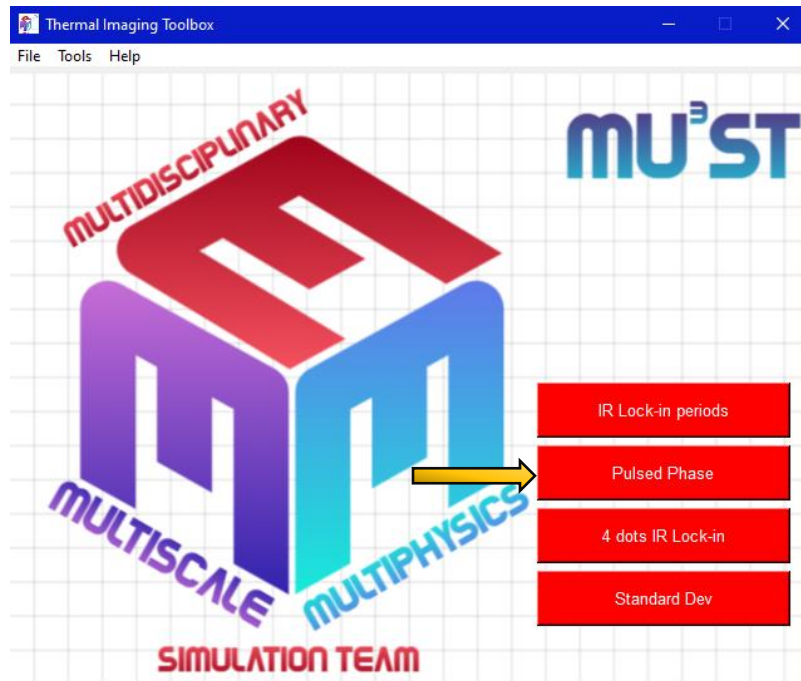 Thermal Imaging Toolbox
File Tools Help
MULTIDISCIPLINARY
MU³ST
MULTISCALE
MULTIPHYSICS
SIMULATION TEAM
IR Lock-in periods
Pulsed Phase
4 dots IR Lock-in
Standard Dev